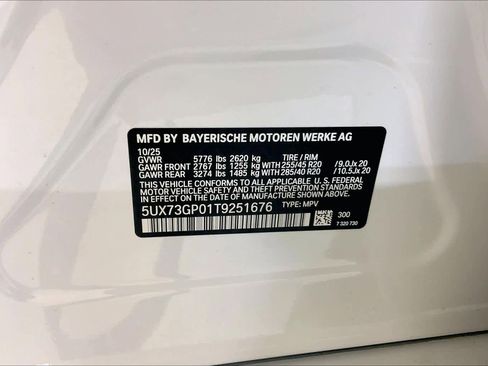 MFD BY BAYERISCHE MOTOREN WERKE AG
10/25
GVWR 5776 lbs 2620 kg TIRE / RIM
GAWR FRONT 2767 lbs 1255 kg WITH 255/45 R20 /9.0Jx 20
GAWR REAR 3274 lbs 1485 kg WITH 285/40 R20 /10.5Jx 20
THIS VEHICLE CONFORMS TO ALL APPLICABLE U. S. FEDERAL
MOTOR VEHICLE SAFETY STANDARDS IN EFFECT ON THE
DATE OF MANUFACTURE SHOWN ABOVE.
5UX73GP01T9251676 TYPE: MPV
300
7 320 730